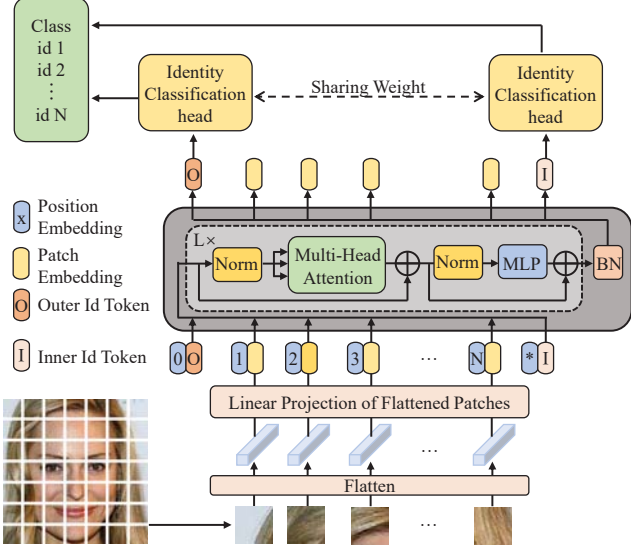 Class
id 1
id 2
⋮
id N
Identity
Classification
head
Sharing Weight
Identity
Classification
head
O
I
x
Position
Embedding
Patch
Embedding
O
Outer Id Token
I
Inner Id Token
L×
Norm
Multi-Head
Attention
Norm
MLP
BN
0 O
1
2
3
...
N
* I
Linear Projection of Flattened Patches
...
Flatten
...